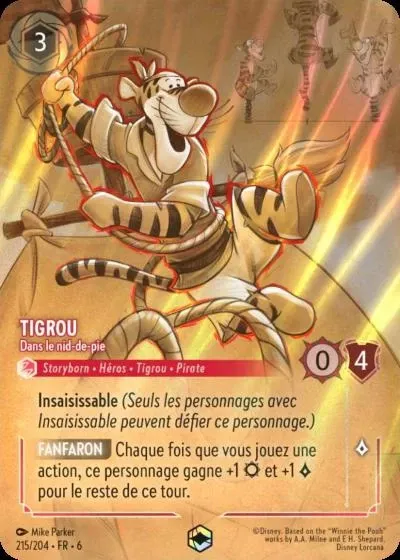 3
TIGROU
Dans le nid-de-pie
Storyborn • Héros • Tigrou • Pirate
0
4
Insaisissable (Seuls les personnages avec
Insaisissable peuvent défier ce personnage.)
FANFARON Chaque fois que vous jouez une
action, ce personnage gagne +1 et +1
pour le reste de ce tour.
Mike Parker
215/204 • FR • 6
©Disney. Based on the "Winnie the Pooh"
works by A.A. Milne and E H. Shepard.
Disney Lorcana